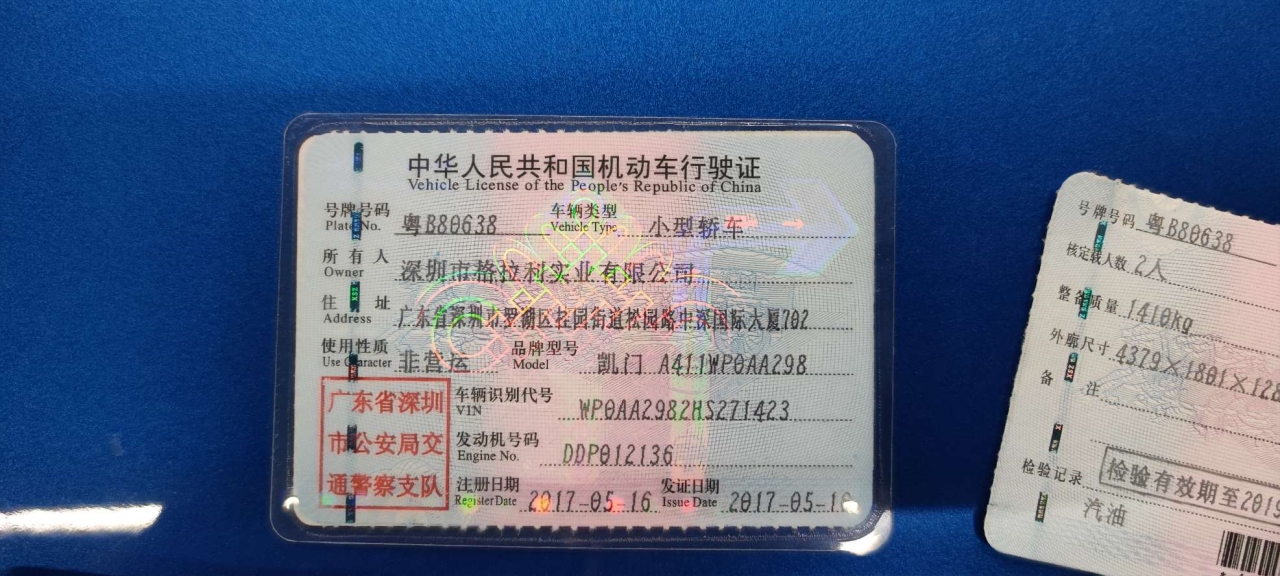 中华人民共和国机动车行驶证
Vehicle License of the People's Republic of China
号牌号码 粤B80638 车辆类型 小型轿车
Plate No. Vehicle Type
所有人 深圳市格拉利实业有限公司
Owner
住址 广东省深圳市罗湖区桂园街道松园路中深国际大厦702
Address
使用性质 非营运 品牌型号 凯门 A411WP0AA298
Use Character Model
广东省深圳
市公安局交
通警察支队
车辆识别代号 WP0AA2982HS271423
VIN
发动机号码 DDP012136
Engine No.
注册日期 2017-05-16 发证日期 2017-05-16
Register Date Issue Date
号牌号码 粤B80638
核定载人数 2人
整备质量 1410kg
外廓尺寸 4379×1801×128
备注
检验记录 检验有效期至2019
汽油